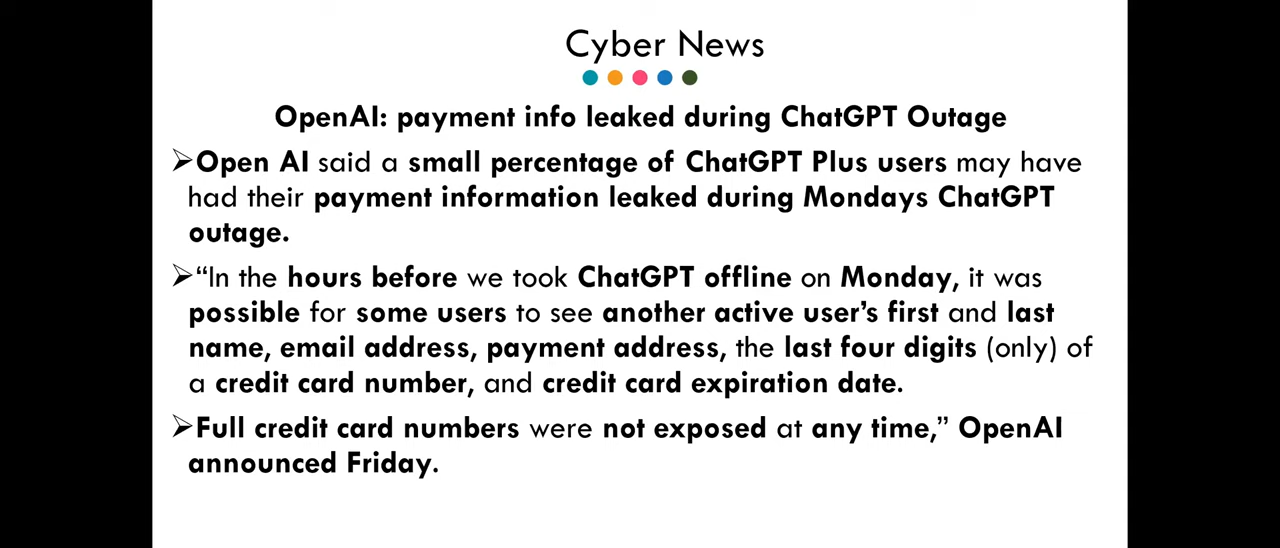 Cyber News
OpenAI: payment info leaked during ChatGPT Outage
➢Open AI said a small percentage of ChatGPT Plus users may have
had their payment information leaked during Mondays ChatGPT
outage.
➢“In the hours before we took ChatGPT offline on Monday, it was
possible for some users to see another active user’s first and last
name, email address, payment address, the last four digits (only) of
a credit card number, and credit card expiration date.
➢Full credit card numbers were not exposed at any time,” OpenAI
announced Friday.